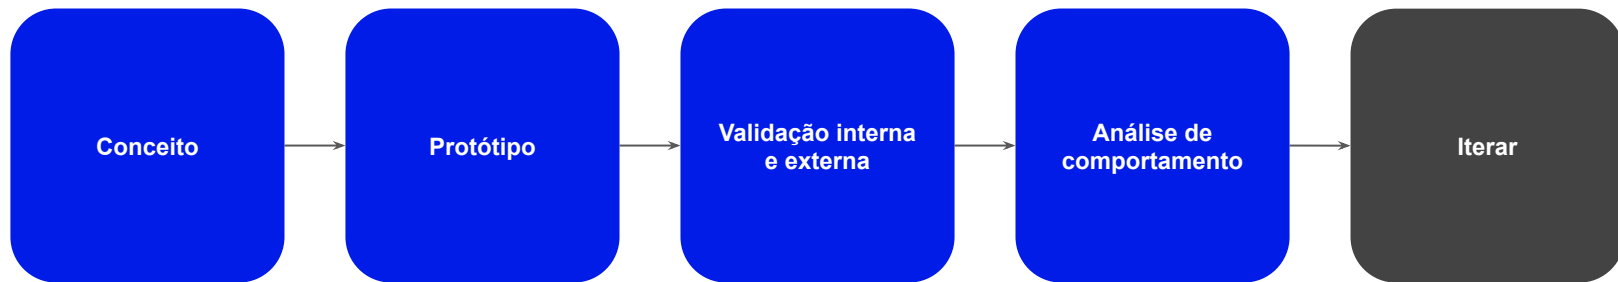 Conceito
Protótipo
Validação interna
e externa
Análise de
comportamento
Iterar